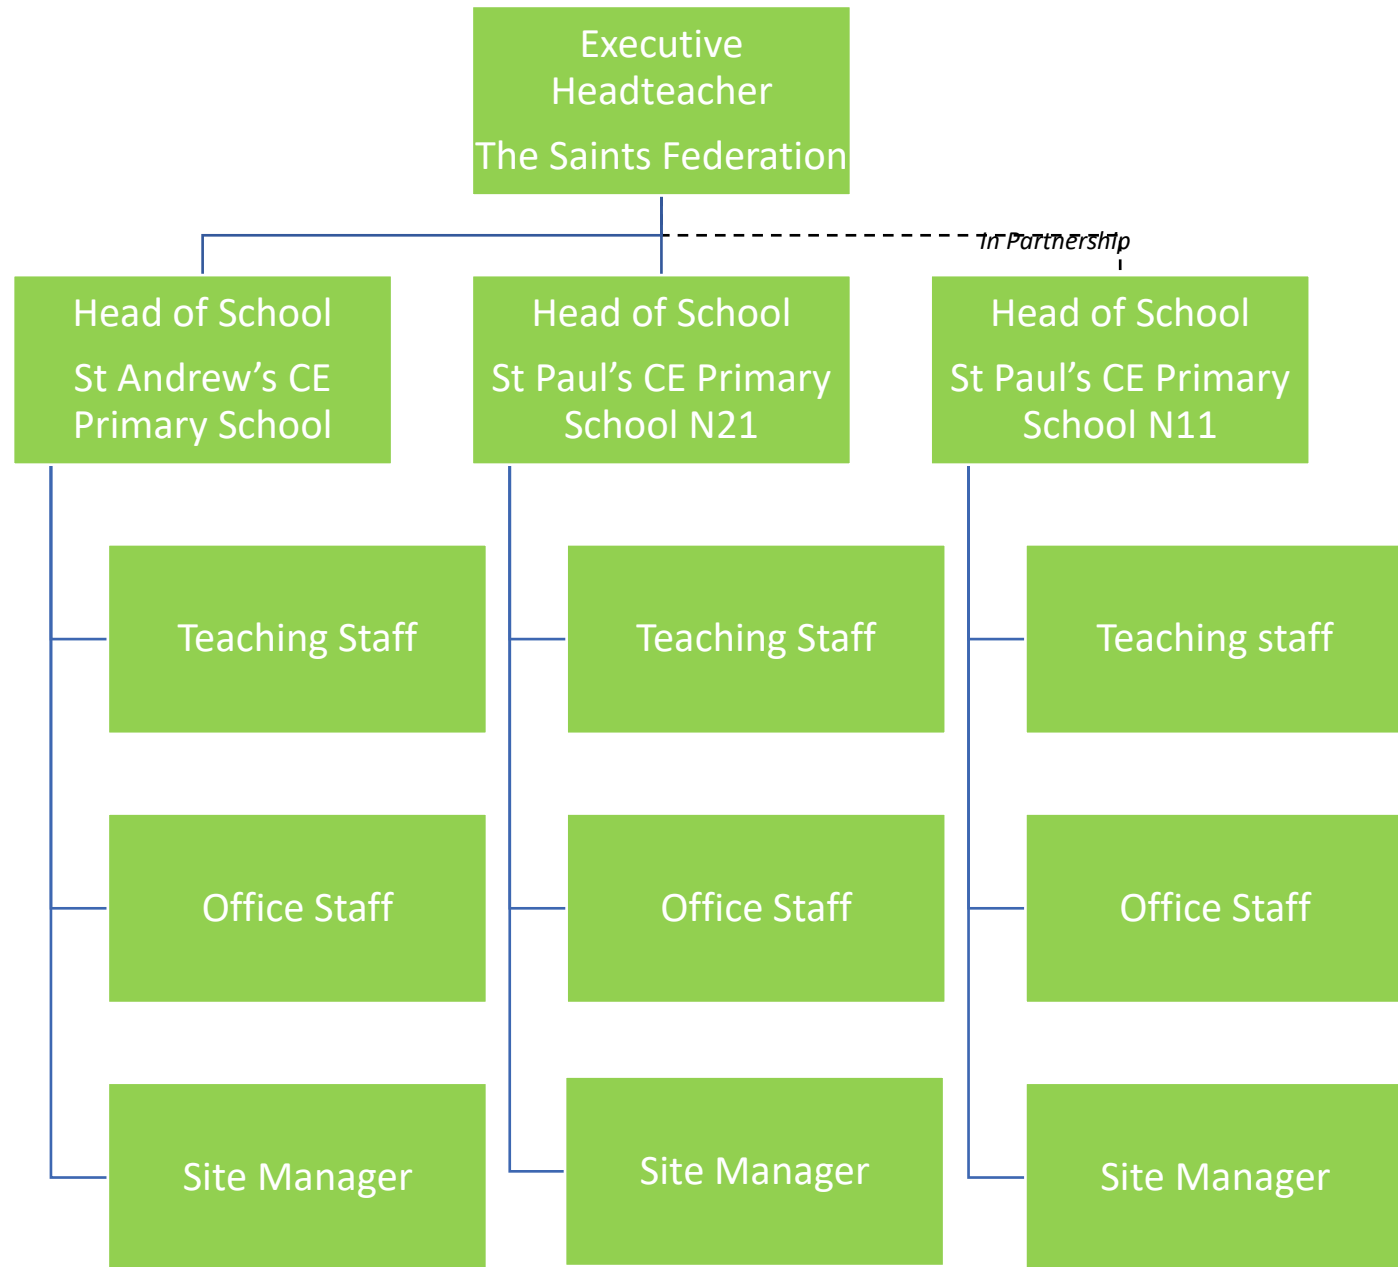 Executive
Headteacher
The Saints Federation
In Partnership
Head of School
St Andrew’s CE
Primary School
Head of School
St Paul’s CE Primary
School N21
Head of School
St Paul’s CE Primary
School N11
Teaching Staff
Teaching Staff
Teaching staff
Office Staff
Office Staff
Office Staff
Site Manager
Site Manager
Site Manager